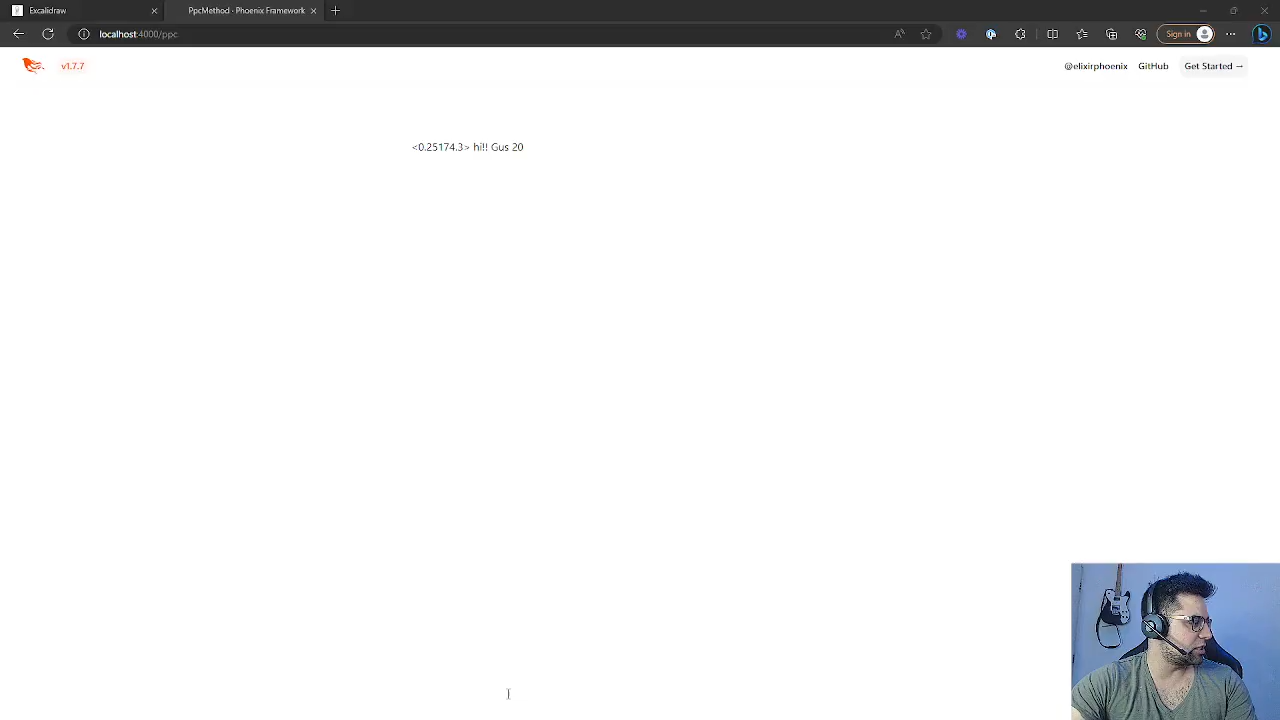 Excalidraw
PpcMethod · Phoenix Framework
localhost:4000/ppc
Sign in
v1.7.7
@elixirphoenix GitHub Get Started →
<0.25174.3> hi!! Gus 20